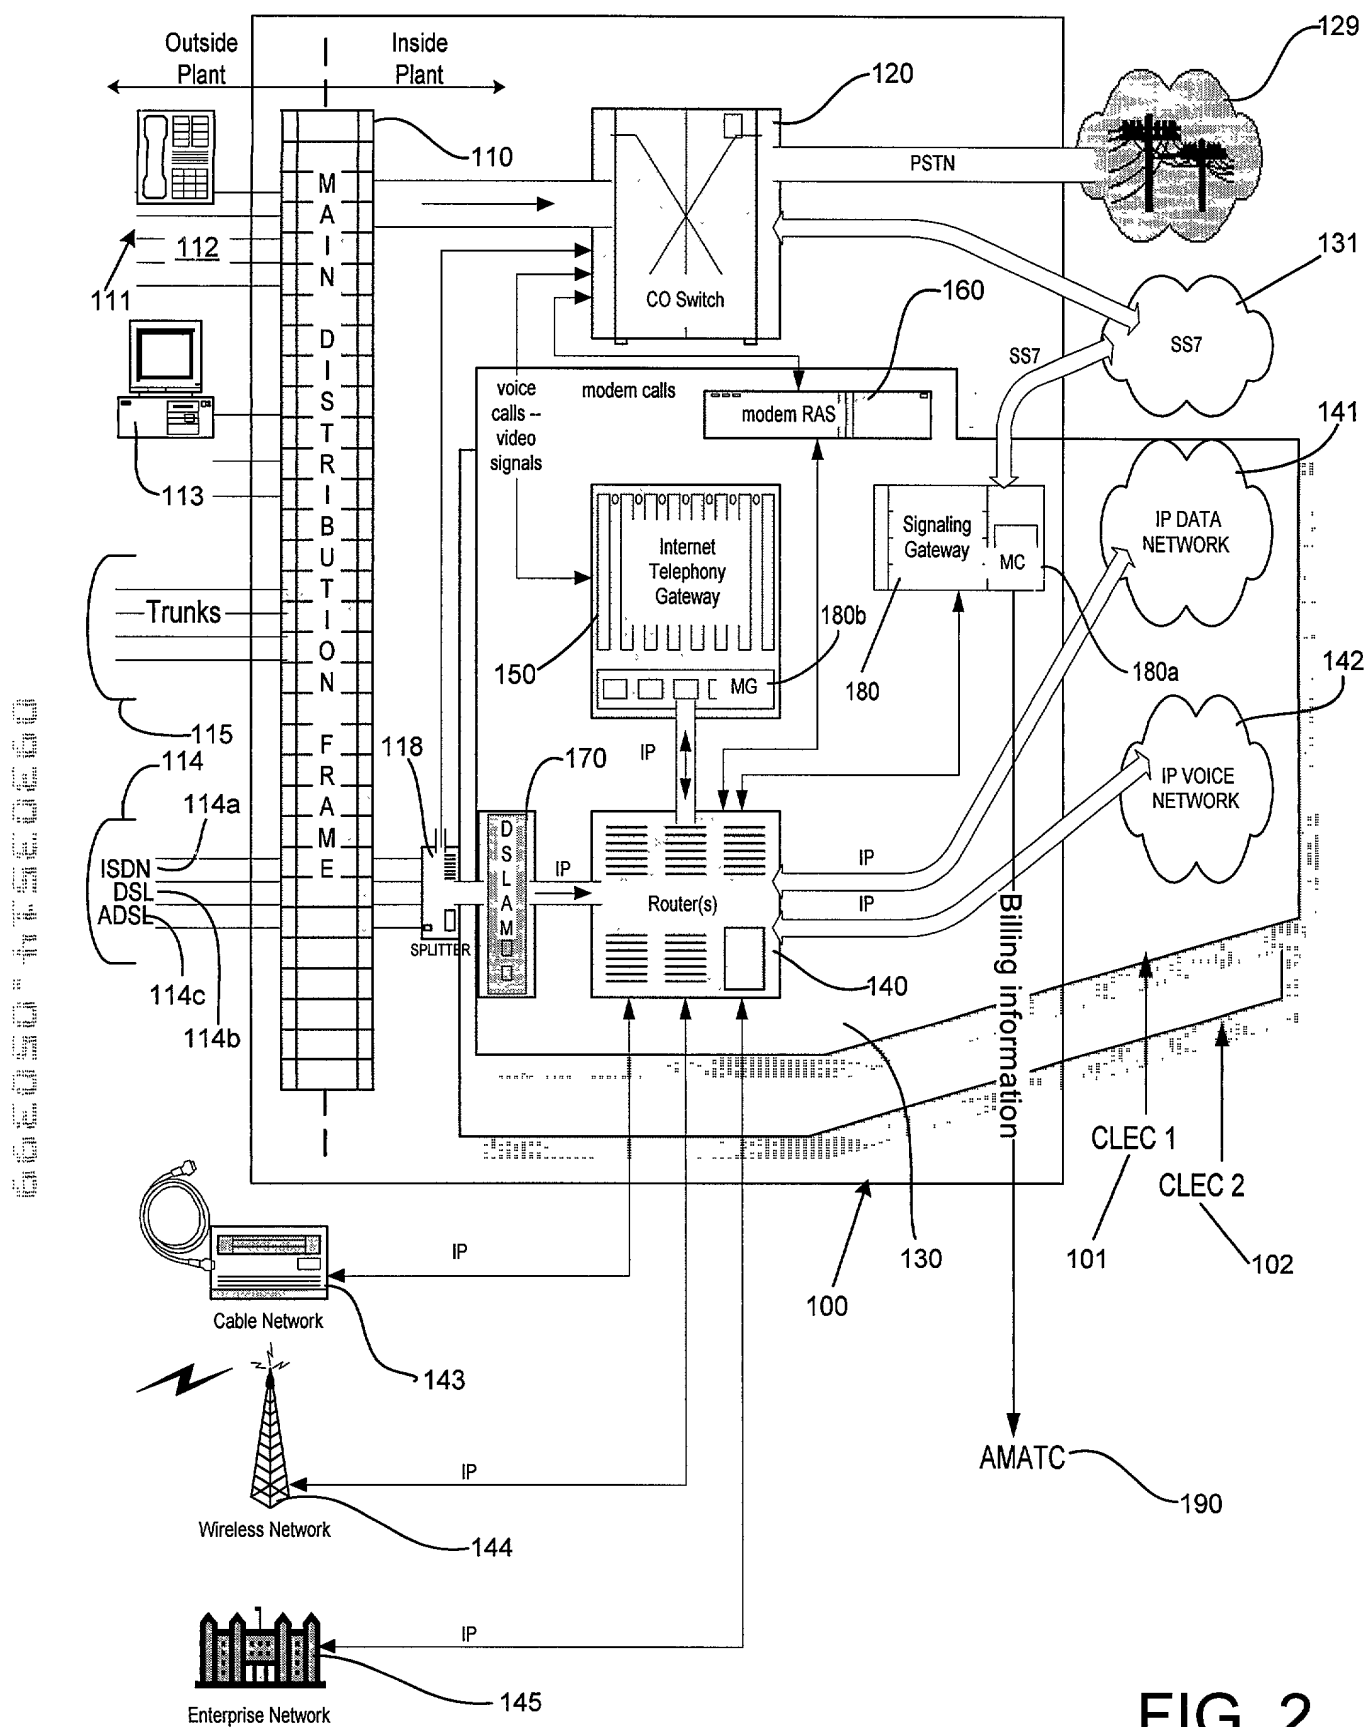 129
Outside
Plant
Inside
Plant
120
110
PSTN
MAIN DISTRIBUTION FRAME
112
111
131
CO Switch
160
SS7
SS7
voice
calls –
video
signals
modem calls
modem RAS
141
113
Internet
Telephony
Gateway
Signaling
Gateway
MC
IP DATA
NETWORK
Trunks
180b
150
MG
180
180a
142
115
118
IP
170
114
114a
IP VOICE
NETWORK
DSLAM
ISDN
DSL
ADSL
IP
Router(s)
IP
IP
SPLITTER
Billing information
140
114c
114b
CLEC 1
CLEC 2
101
102
130
100
IP
Cable Network
143
AMATC
190
IP
Wireless Network
144
IP
145
Enterprise Network
FIG. 2